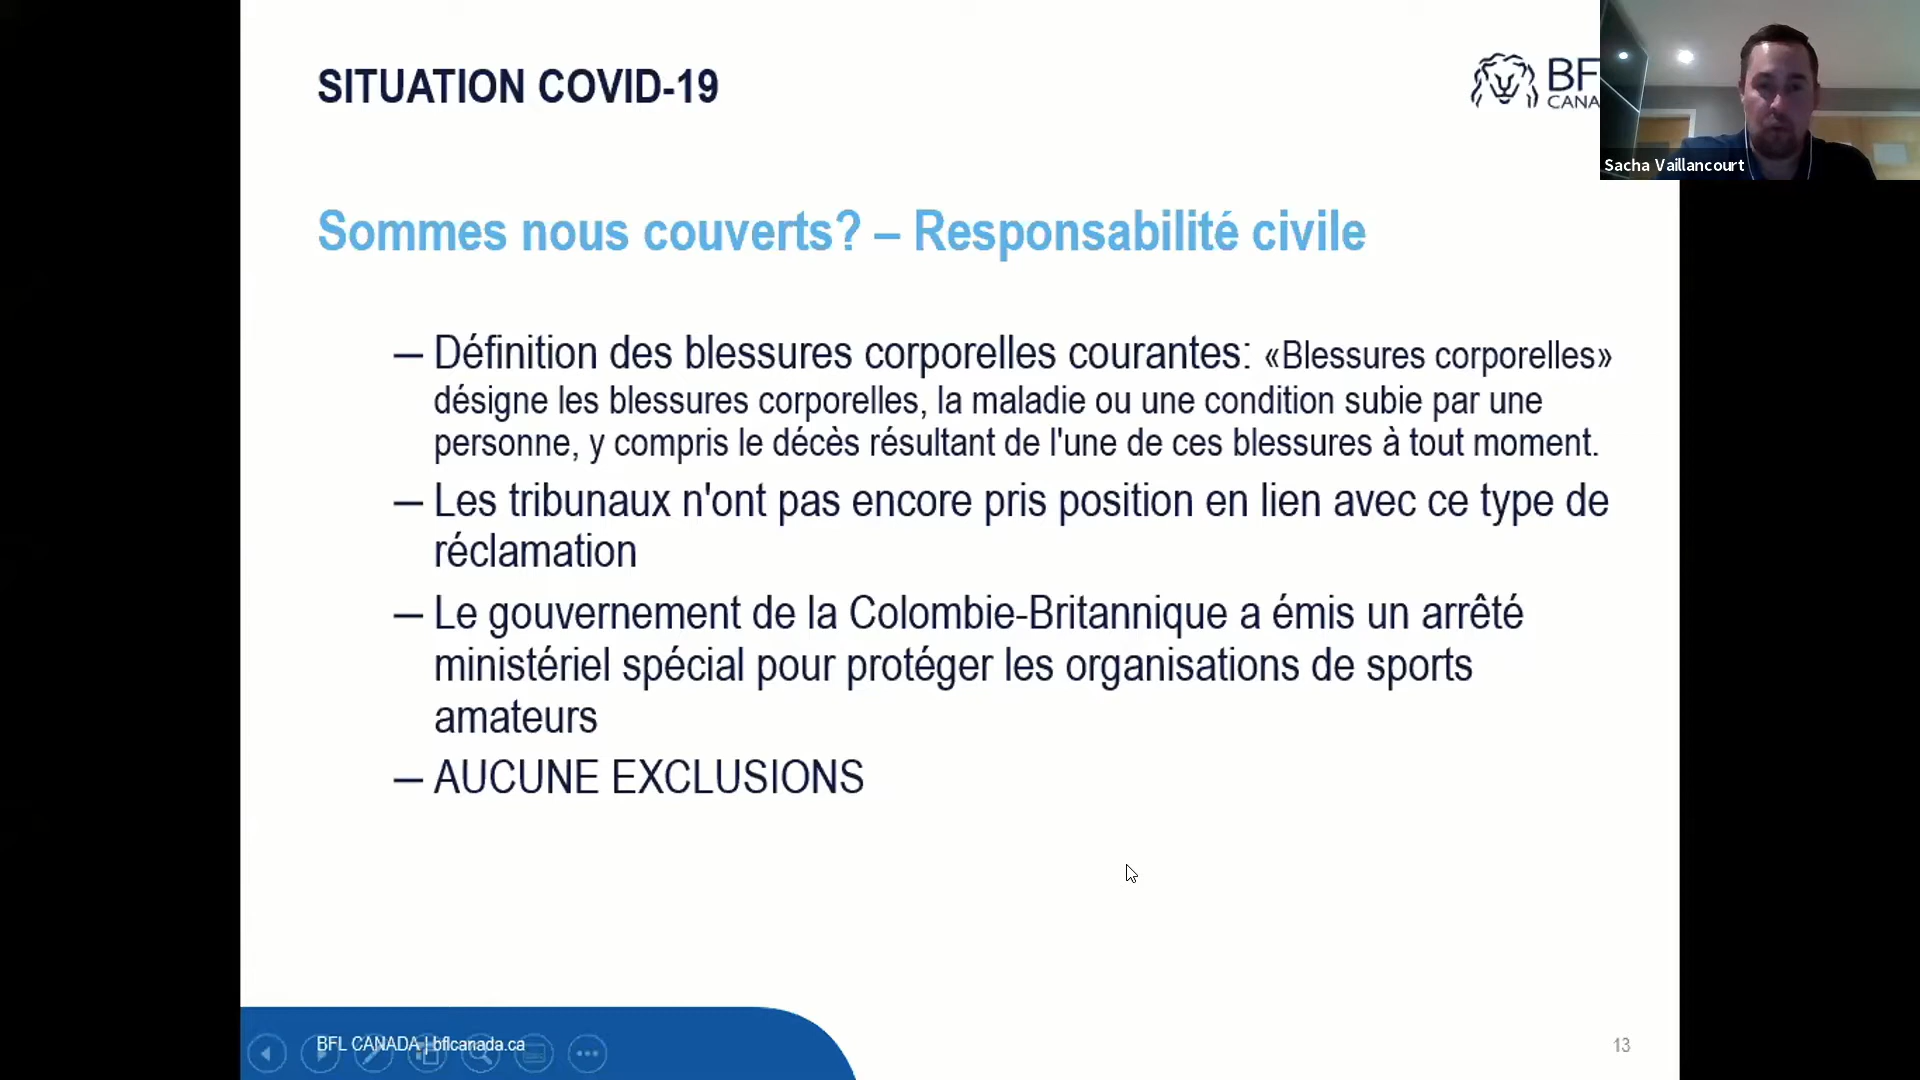 SITUATION COVID-19
BF
CANA
Sacha Vaillancourt
Sommes nous couverts? – Responsabilité civile
— Définition des blessures corporelles courantes: «Blessures corporelles»
désigne les blessures corporelles, la maladie ou une condition subie par une
personne, y compris le décès résultant de l'une de ces blessures à tout moment.
— Les tribunaux n'ont pas encore pris position en lien avec ce type de
réclamation
— Le gouvernement de la Colombie-Britannique a émis un arrêté
ministériel spécial pour protéger les organisations de sports
amateurs
— AUCUNE EXCLUSIONS
BFL CANADA | bflcanada.ca
13